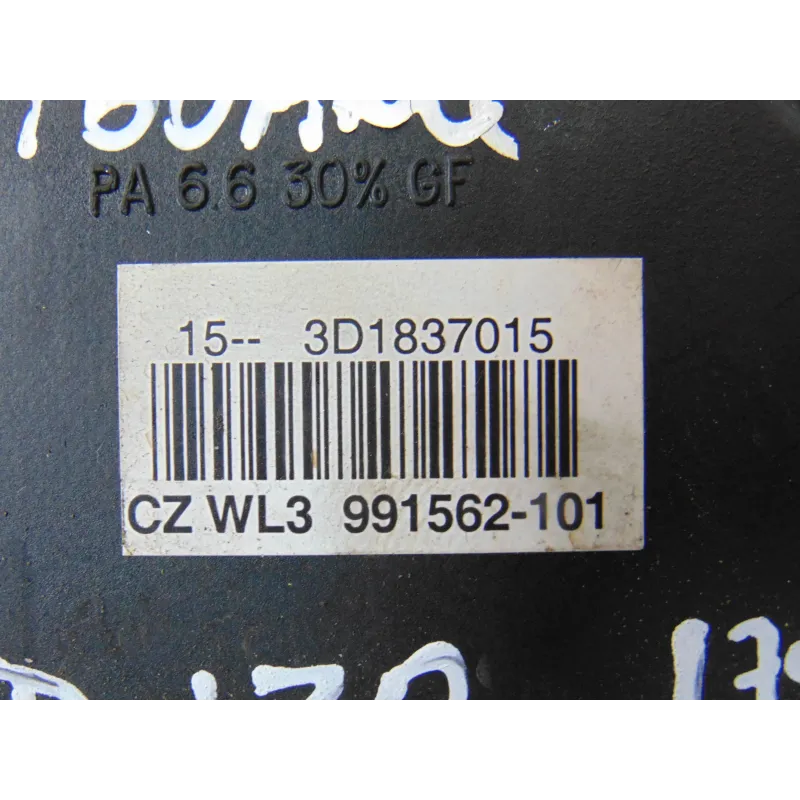 PA 6.6 30% GF
15-- 3D1837015
CZ WL3 991562-101